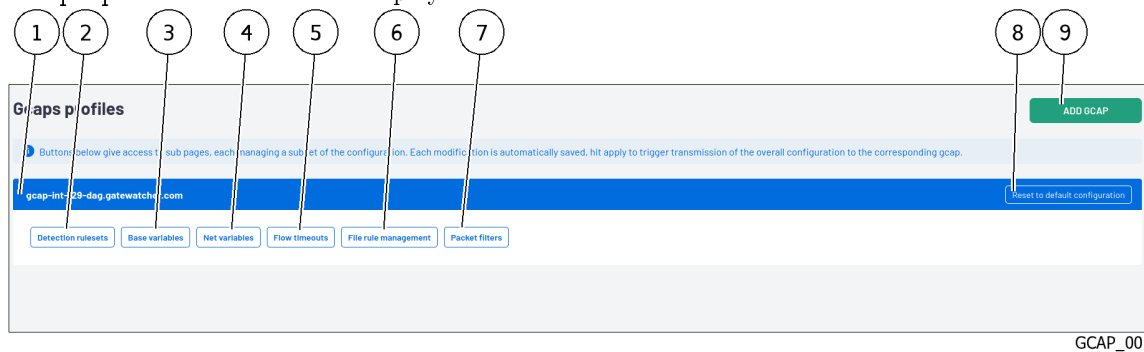 1 2 3 4 5 6 7 8 9
Gcaps profiles
ADD GCAP
Buttons below give access to sub pages, each managing a subset of the configuration. Each modification is automatically saved, hit apply to trigger transmission of the overall configuration to the corresponding gcap.
gcap-int-129-dag.gatewatcher.com
Reset to default configuration
Detection rulesets Base variables Net variables Flow timeouts File rule management Packet filters
GCAP_00